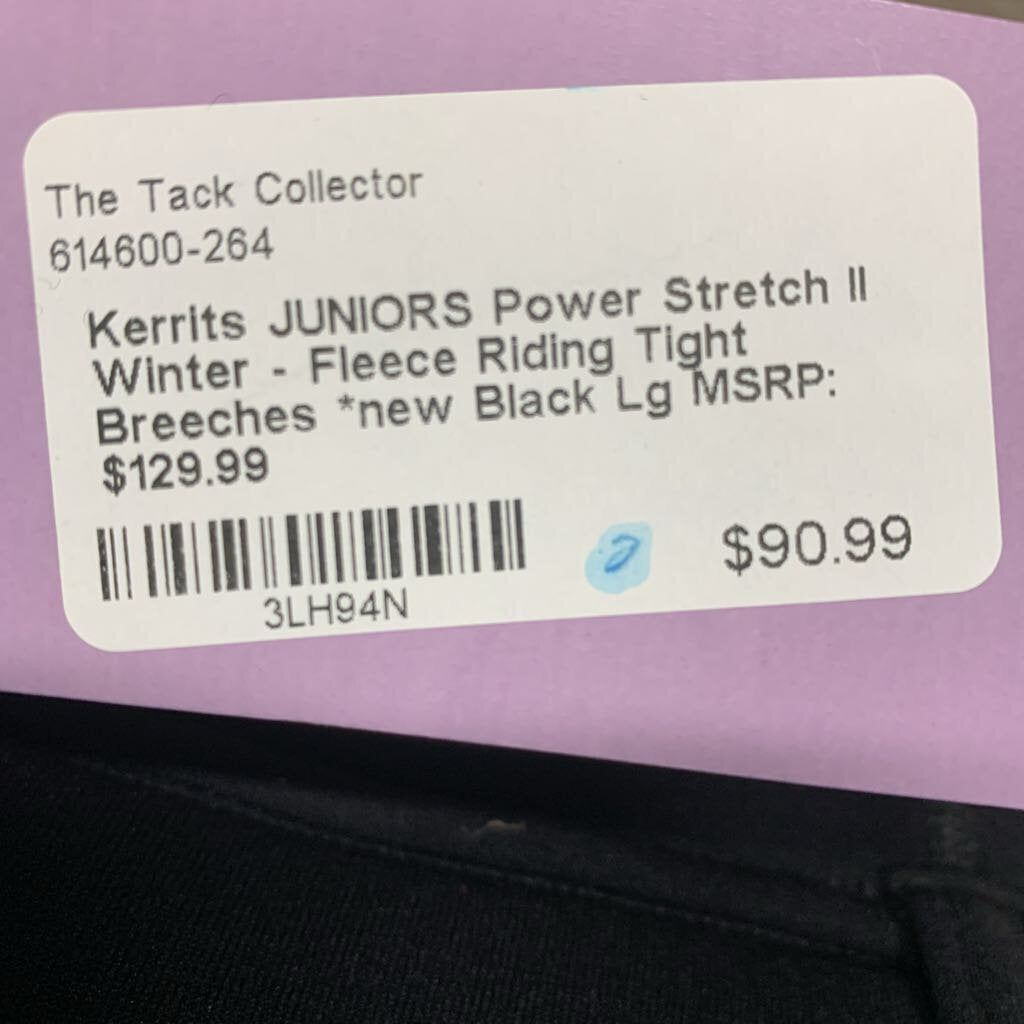 The Tack Collector
614600-264
Kerrits JUNIORS Power Stretch II
Winter - Fleece Riding Tight
Breeches *new Black Lg MSRP:
$129.99
2 $90.99
3LH94N